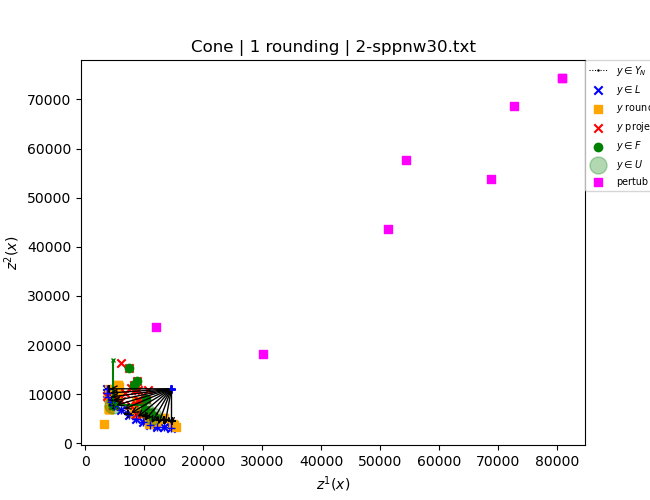 Cone | 1 rounding | 2-sppnw30.txt
z²(x)
70000
60000
50000
40000
30000
20000
10000
0
0 10000 20000 30000 40000 50000 60000 70000 80000
z¹(x)
y ∈ Y_N
y ∈ L
y roun
y proje
y ∈ F
y ∈ U
pertub